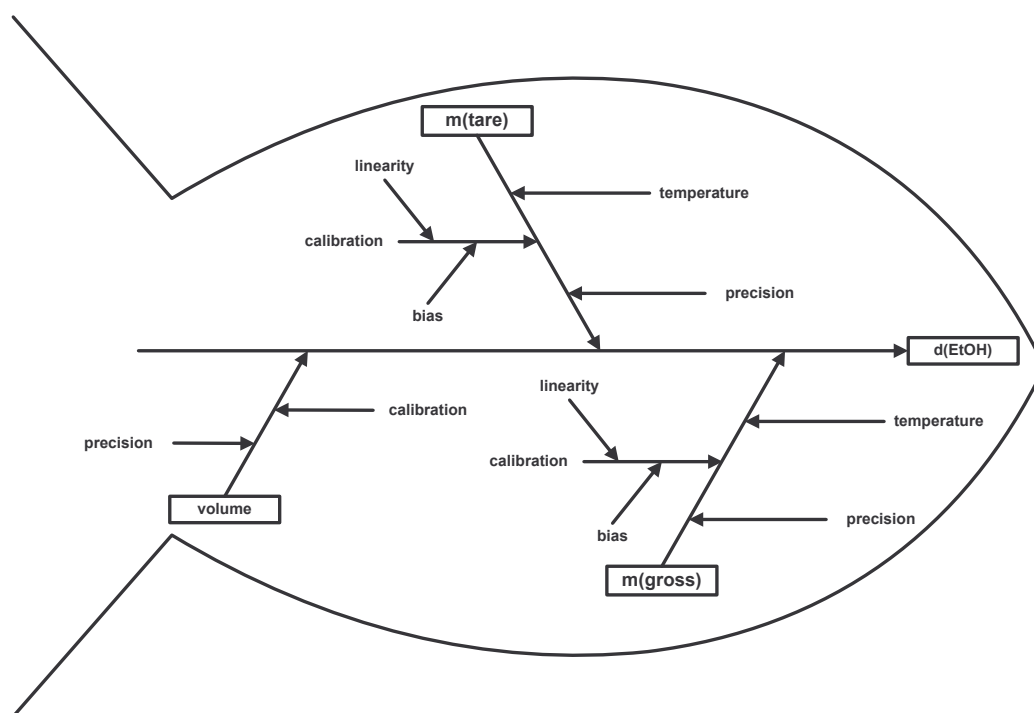 m(tare)
linearity
temperature
calibration
precision
bias
d(EtOH)
linearity
calibration
temperature
precision
calibration
volume
precision
bias
m(gross)